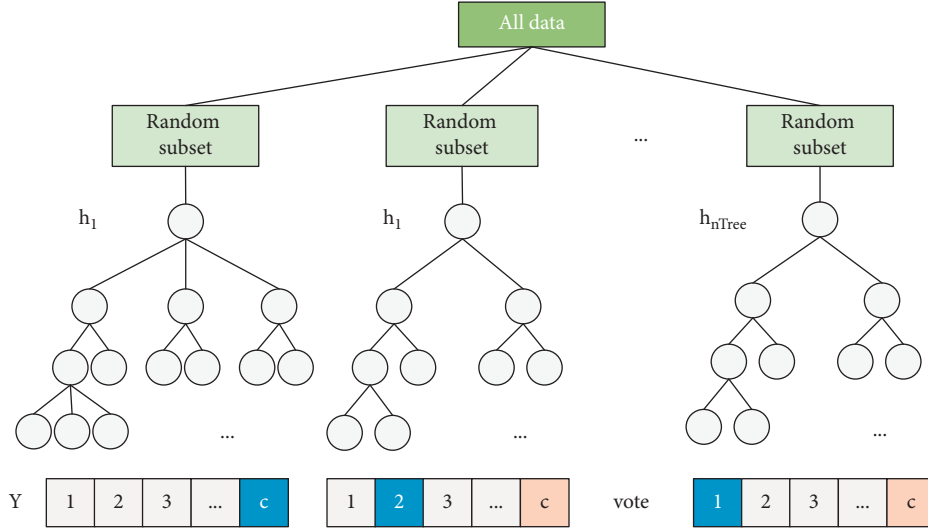 All data
Random
subset
Random
subset
...
Random
subset
h1
h1
hnTree
...
...
...
Y 1 2 3 ... c
1 2 3 ... c
vote 1 2 3 ... c